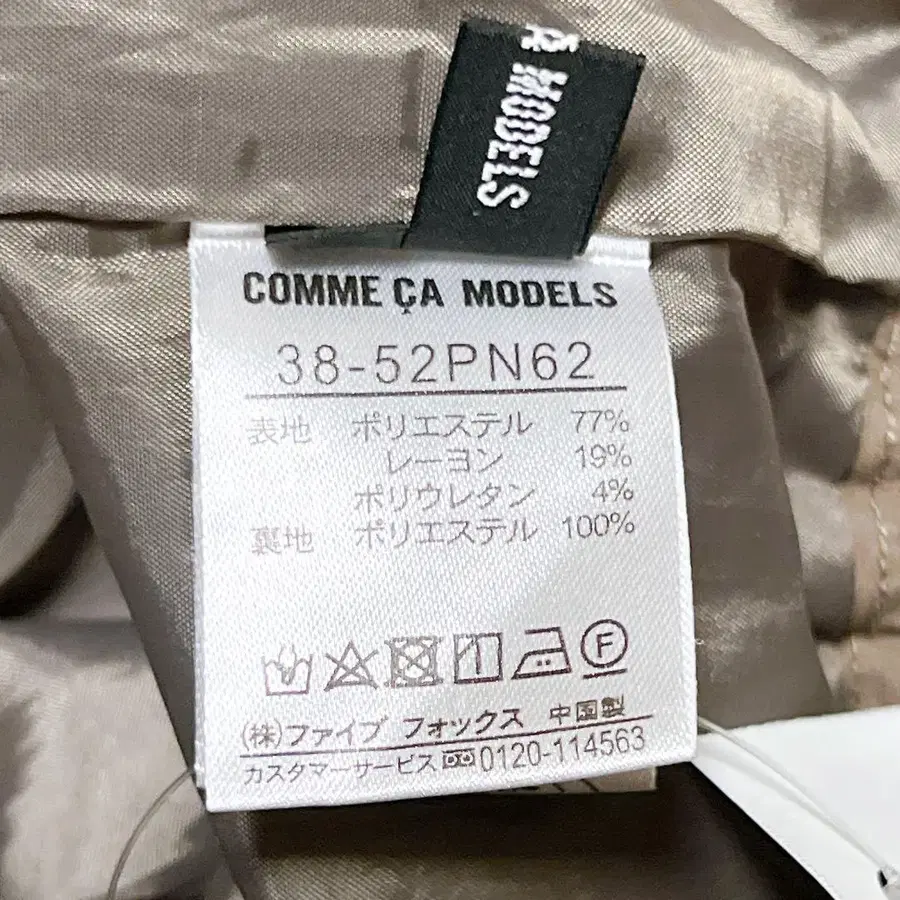 A MODELS
COMME ÇA MODELS
38-52PN62
表地 ポリエステル 77%
レーヨン 19%
ポリウレタン 4%
裏地 ポリエステル 100%
F
(株)ファイブ フォックス 中国製
カスタマーサービス 0120-114563